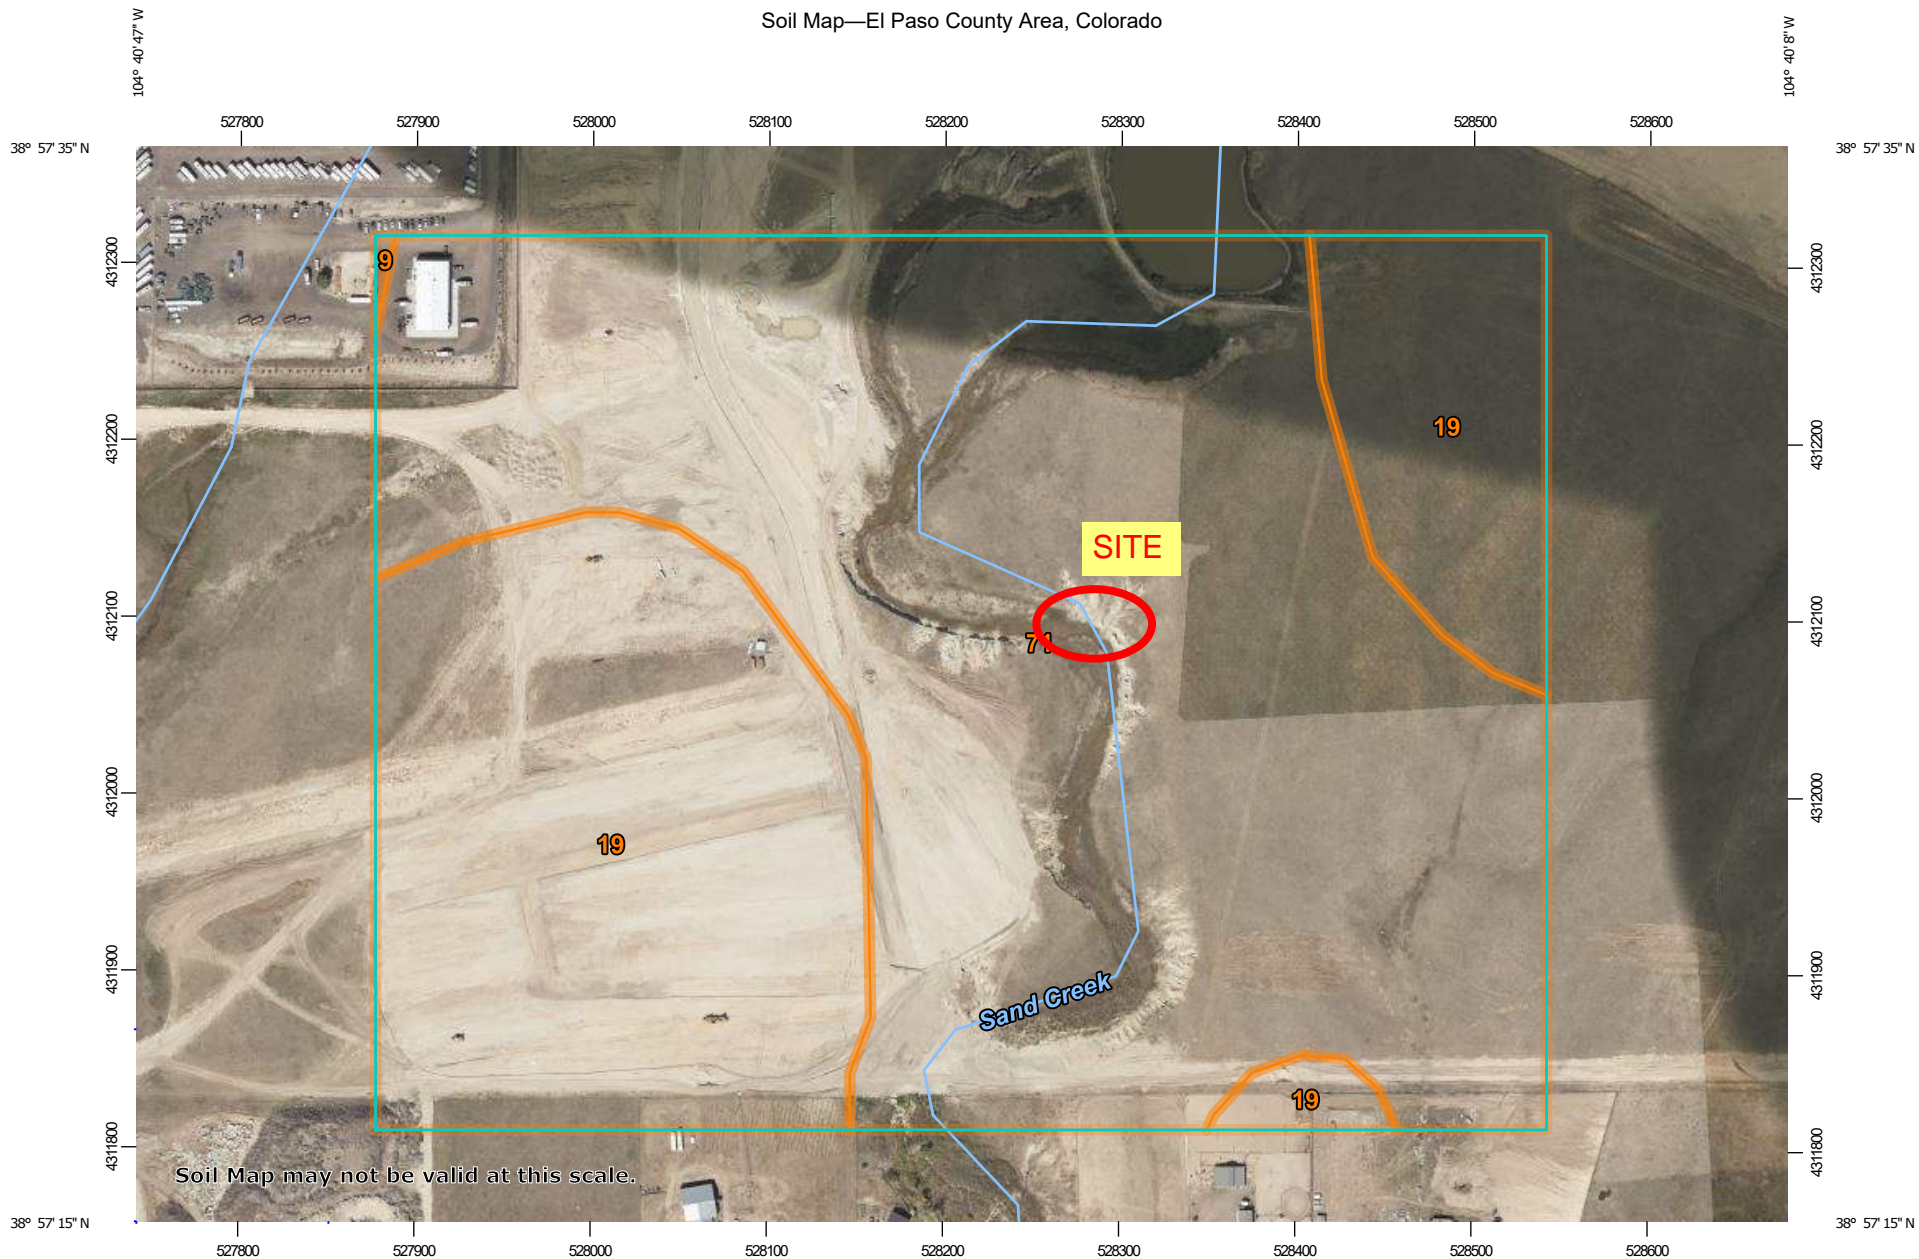 Soil Map—El Paso County Area, Colorado
104° 40' 47'' W
104° 40' 8'' W
527800 527900 528000 528100 528200 528300 528400 528500 528600
38° 57' 35'' N
38° 57' 35'' N
4312300
4312300
9
19
4312200
4312200
SITE
4312100
4312100
71
4312000
4312000
19
4311900
4311900
Sand Creek
19
4311800
4311800
Soil Map may not be valid at this scale.
38° 57' 15'' N
38° 57' 15'' N
527800 527900 528000 528100 528200 528300 528400 528500 528600